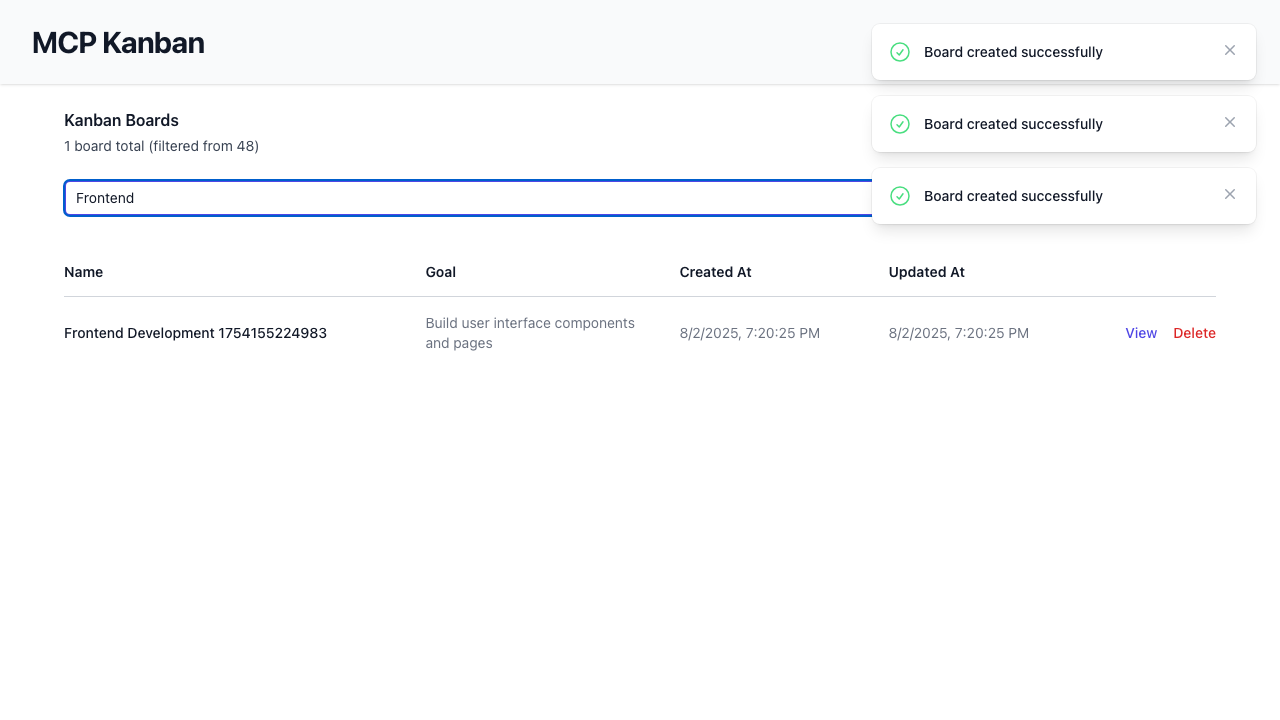 MCP Kanban
Board created successfully
Board created successfully
Board created successfully
Kanban Boards
1 board total (filtered from 48)
Frontend
Name Goal Created At Updated At
Frontend Development 1754155224983 Build user interface components 8/2/2025, 7:20:25 PM 8/2/2025, 7:20:25 PM View Delete
and pages